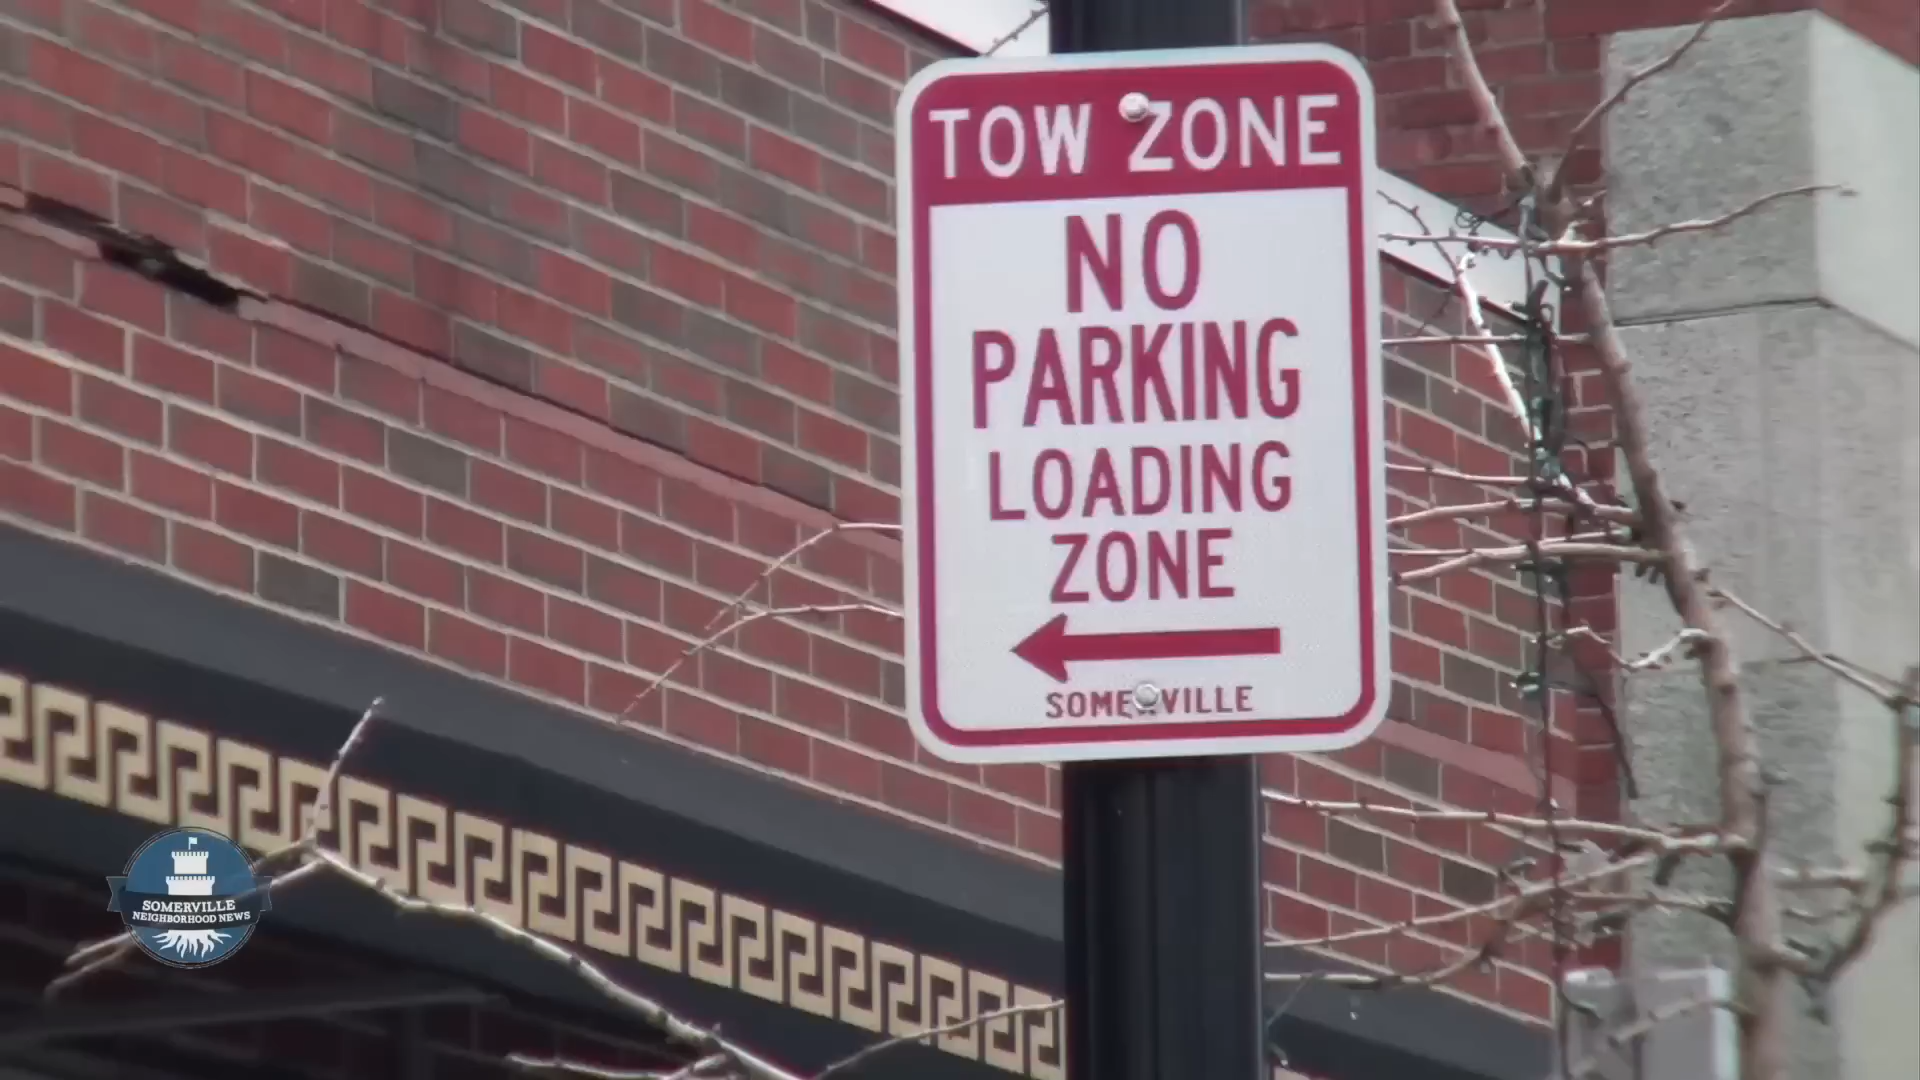 TOW ZONE
NO
PARKING
LOADING
ZONE
SOMERVILLE
SOMERVILLE
NEIGHBORHOOD NEWS